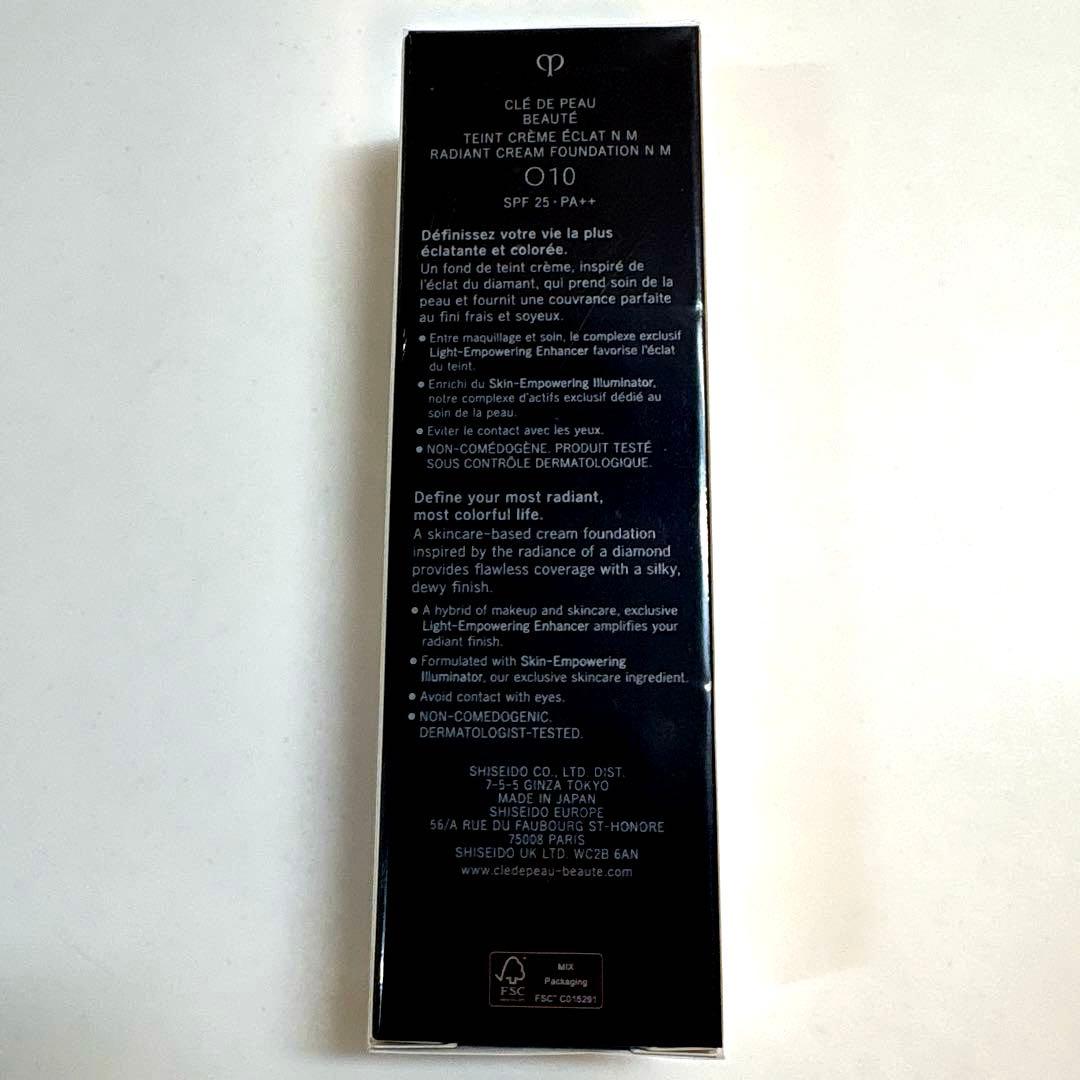 CLÉ DE PEAU
BEAUTÉ
TEINT CRÈME ÉCLAT N M
RADIANT CREAM FOUNDATION N M
O10
SPF 25・PA++
Définissez votre vie la plus
éclatante et colorée.
Un fond de teint crème, inspiré de
l'éclat du diamant, qui prend soin de la
peau et fournit une couvrance parfaite
au fini frais et soyeux.
● Entre maquillage et soin, le complexe exclusif
Light-Empowering Enhancer favorise l'éclat
du teint.
● Enrichi du Skin-Empowering Illuminator,
notre complexe d'actifs exclusif dédié au
soin de la peau.
● Eviter le contact avec les yeux.
● NON-COMÉDOGÈNE. PRODUIT TESTÉ
SOUS CONTRÔLE DERMATOLOGIQUE.
Define your most radiant,
most colorful life.
A skincare-based cream foundation
inspired by the radiance of a diamond
provides flawless coverage with a silky,
dewy finish.
● A hybrid of makeup and skincare, exclusive
Light-Empowering Enhancer amplifies your
radiant finish.
● Formulated with Skin-Empowering
Illuminator, our exclusive skincare ingredient.
● Avoid contact with eyes.
● NON-COMEDOGENIC.
DERMATOLOGIST-TESTED.
SHISEIDO CO., LTD. DIST.
7-5-5 GINZA TOKYO
MADE IN JAPAN
SHISEIDO EUROPE
56/A RUE DU FAUBOURG ST-HONORE
75008 PARIS
SHISEIDO UK LTD. WC2B 6AN
www.cledepeau-beaute.com
FSC
MIX
Packaging
FSC™ C015291